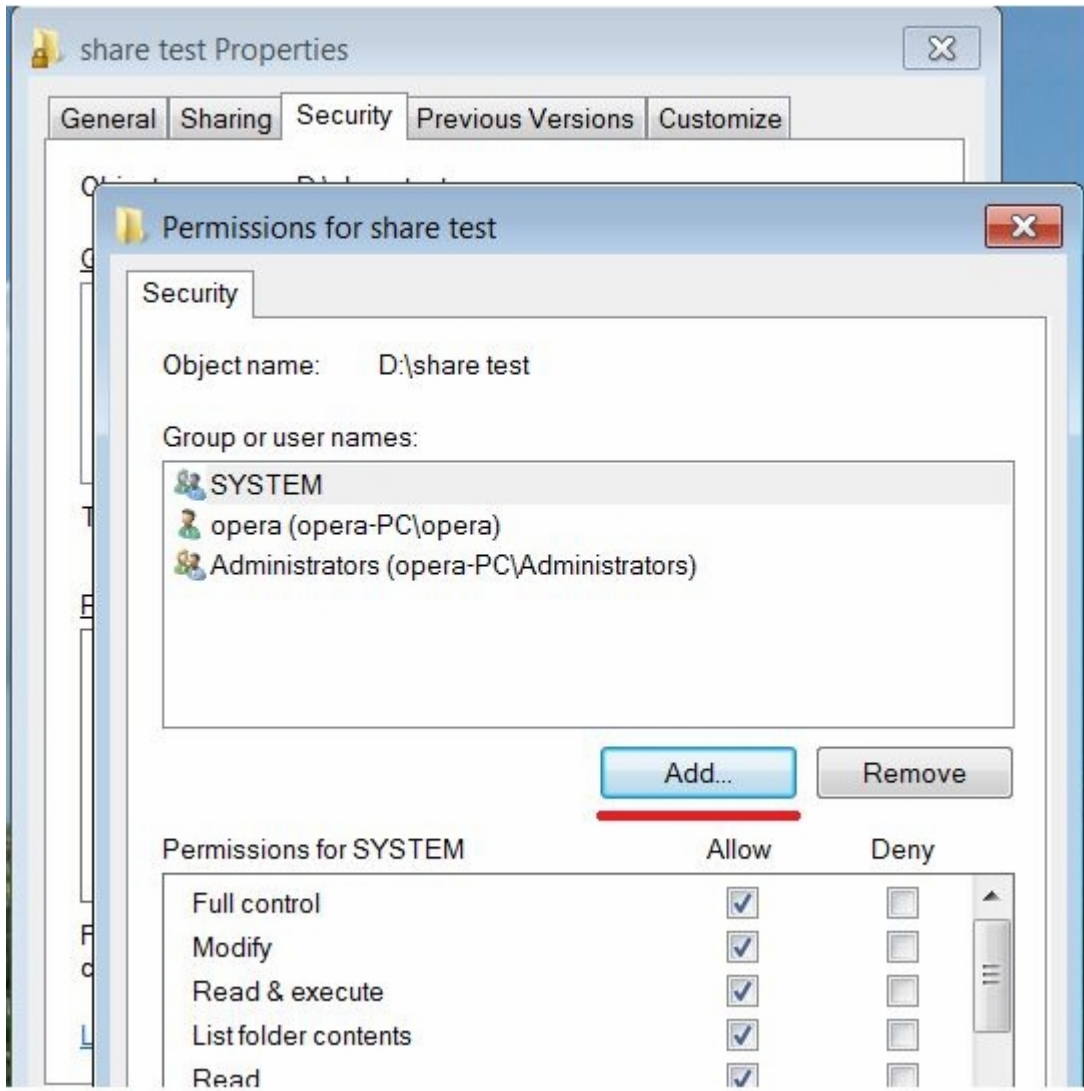 share test Properties
General Sharing Security Previous Versions Customize
Permissions for share test
Security
Object name: D:\share test
Group or user names:
SYSTEM
opera (opera-PC\opera)
Administrators (opera-PC\Administrators)
Add... Remove
Permissions for SYSTEM Allow Deny
Full control
Modify
Read & execute
List folder contents
Read